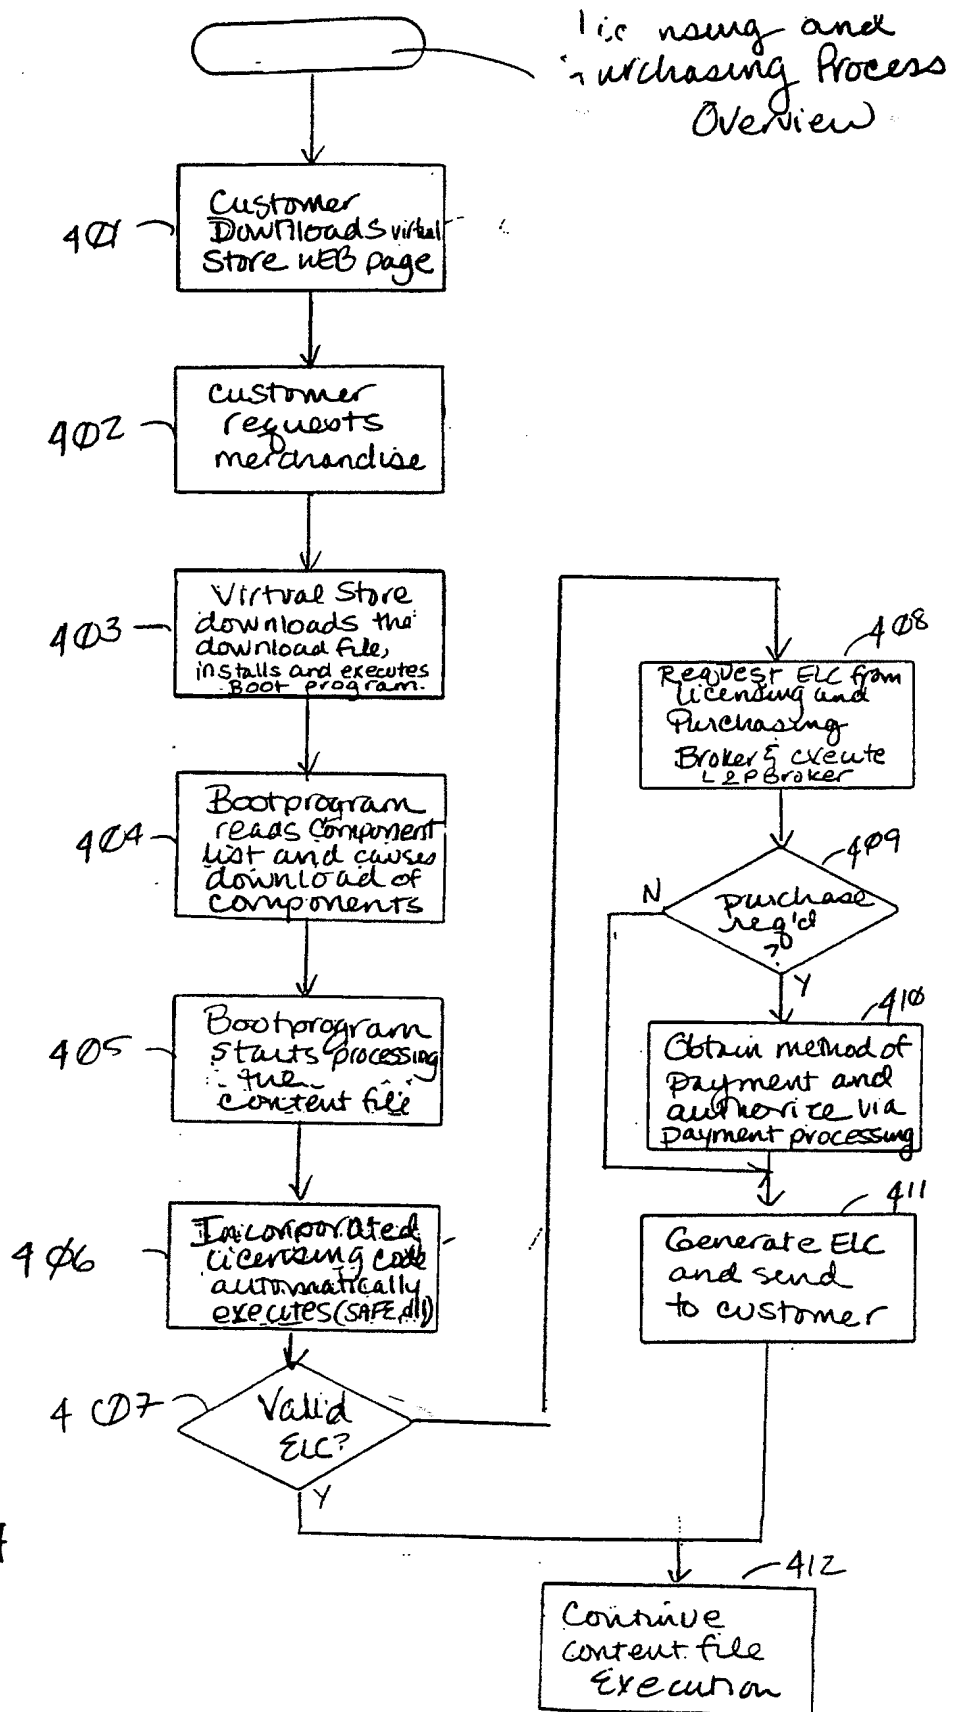 nsing and
urchasing Process
Overview
401
Customer
Downloads virtual
Store WEB page
402
customer
requests
merchandise
403
Virtual Store
downloads the
download file,
installs and executes
Boot program.
404
Bootprogram
reads Component
list and causes
download of
components
405
Bootprogram
starts processing
the
content file
406
Incorporated
licensing code
automatically
executes (SAFE.dll)
407
Valid
ELC?
Y
408
Request ELC from
licensing and
Purchasing
Broker & execute
L&P Broker
409
N
purchase
req'd
?
Y
410
Obtain method of
payment and
authorize via
payment processing
411
Generate ELC
and send
to customer
412
Continue
content file
Execution